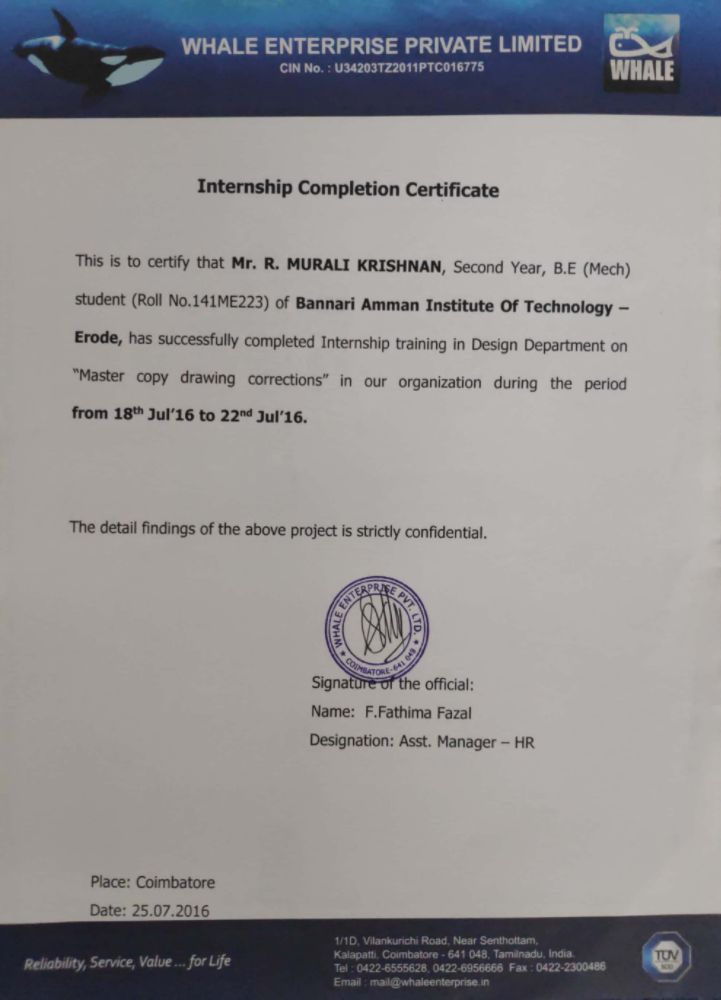 WHALE ENTERPRISE PRIVATE LIMITED
CIN No. : U34203TZ2011PTC016775
WHALE
Internship Completion Certificate
This is to certify that Mr. R. MURALI KRISHNAN, Second Year, B.E (Mech)
student (Roll No.141ME223) of Bannari Amman Institute Of Technology –
Erode, has successfully completed Internship training in Design Department on
“Master copy drawing corrections” in our organization during the period
from 18th Jul’16 to 22nd Jul’16.
The detail findings of the above project is strictly confidential.
WHALE ENTERPRISE PVT. LTD.
★ COIMBATORE-641 048 ★
Signature of the official:
Name: F.Fathima Fazal
Designation: Asst. Manager – HR
Place: Coimbatore
Date: 25.07.2016
Reliability, Service, Value ... for Life
1/1D, Vilankurichi Road, Near Senthottam,
Kalapatti, Coimbatore - 641 048, Tamilnadu, India.
Tel : 0422-6555628, 0422-6956666 Fax : 0422-2300486
Email : mail@whaleenterprise.in
TÜV